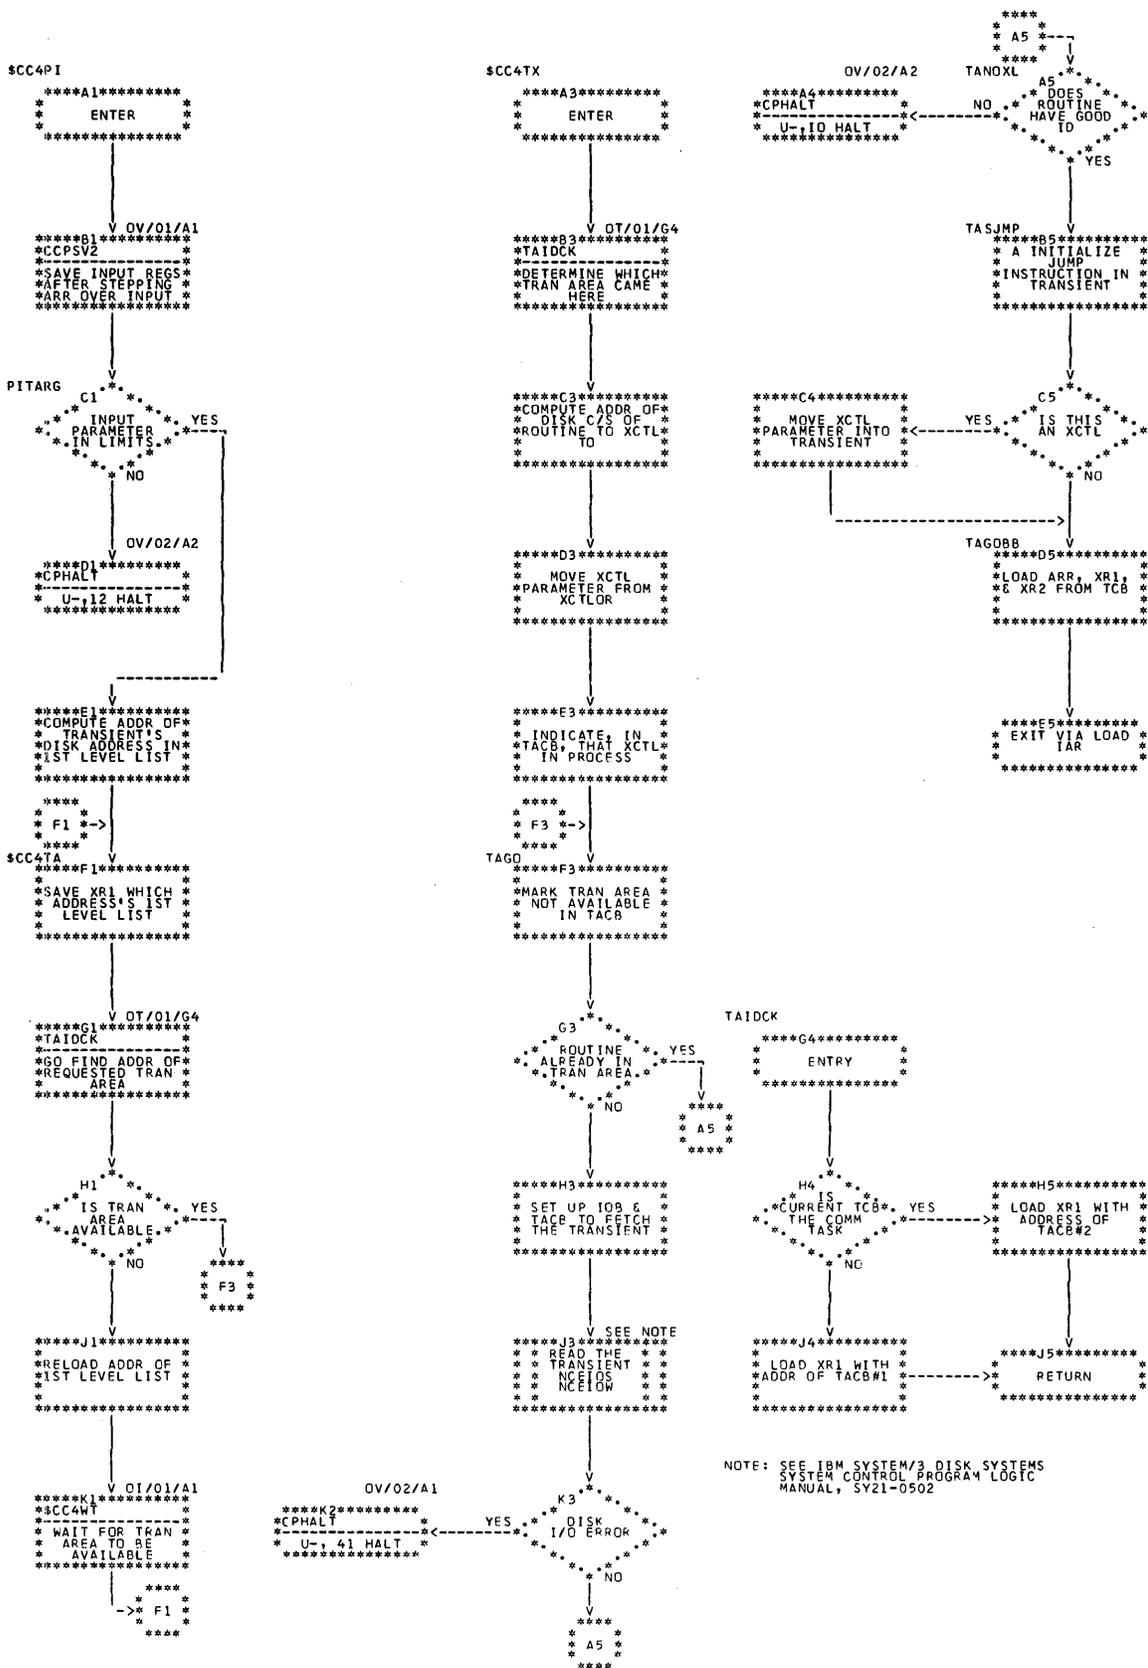 $CC4PI
A1
ENTER
OV/01/A1
B1
CCPSV2
SAVE INPUT REGS
AFTER STEPPING
ARR OVER INPUT
PITARG
C1
INPUT
PARAMETER
IN LIMITS
YES
NO
OV/02/A2
D1
CPHALT
U-,12 HALT
E1
COMPUTE ADDR OF
TRANSIENT'S
DISK ADDRESS IN
1ST LEVEL LIST
F1
$CC4TA
F1
SAVE XR1 WHICH
ADDRESS'S 1ST
LEVEL LIST
OT/01/G4
G1
TAIDCK
GO FIND ADDR OF
REQUESTED TRAN
AREA
H1
IS TRAN
AREA
AVAILABLE
YES
NO
F3
J1
RELOAD ADDR OF
1ST LEVEL LIST
OI/01/A1
K1
$CC4WT
WAIT FOR TRAN
AREA TO BE
AVAILABLE
F1
$CC4TX
A3
ENTER
OT/01/G4
B3
TAIDCK
DETERMINE WHICH
TRAN AREA CAME
HERE
C3
COMPUTE ADDR OF
DISK C/S OF
ROUTINE TO XCTL
TO
D3
MOVE XCTL
PARAMETER FROM
XCTLOR
E3
INDICATE, IN
TACB, THAT XCTL
IN PROCESS
F3
TAGO
F3
MARK TRAN AREA
NOT AVAILABLE
IN TACB
G3
ROUTINE
ALREADY IN
TRAN AREA
YES
NO
A5
H3
SET UP IOB &
TACB TO FETCH
THE TRANSIENT
SEE NOTE
J3
READ THE
TRANSIENT
NCEIOS
NCEIOW
K3
DISK
I/O ERROR
YES
NO
OV/02/A1
K2
CPHALT
U-, 41 HALT
A5
A5
TANOXL
A5
DOES
ROUTINE
HAVE GOOD
ID
NO
YES
OV/02/A2
A4
CPHALT
U-,10 HALT
TASJMP
B5
A INITIALIZE
JUMP
INSTRUCTION IN
TRANSIENT
C5
IS THIS
AN XCTL
YES
NO
C4
MOVE XCTL
PARAMETER INTO
TRANSIENT
TAGOBB
D5
LOAD ARR, XR1,
& XR2 FROM TCB
E5
EXIT VIA LOAD
IAR
TAIDCK
G4
ENTRY
H4
IS
CURRENT TCB
THE COMM
TASK
YES
NO
H5
LOAD XR1 WITH
ADDRESS OF
TACB#2
J4
LOAD XR1 WITH
ADDR OF TACB#1
J5
RETURN
NOTE: SEE IBM SYSTEM/3 DISK SYSTEMS
SYSTEM CONTROL PROGRAM LOGIC
MANUAL, SY21-0502